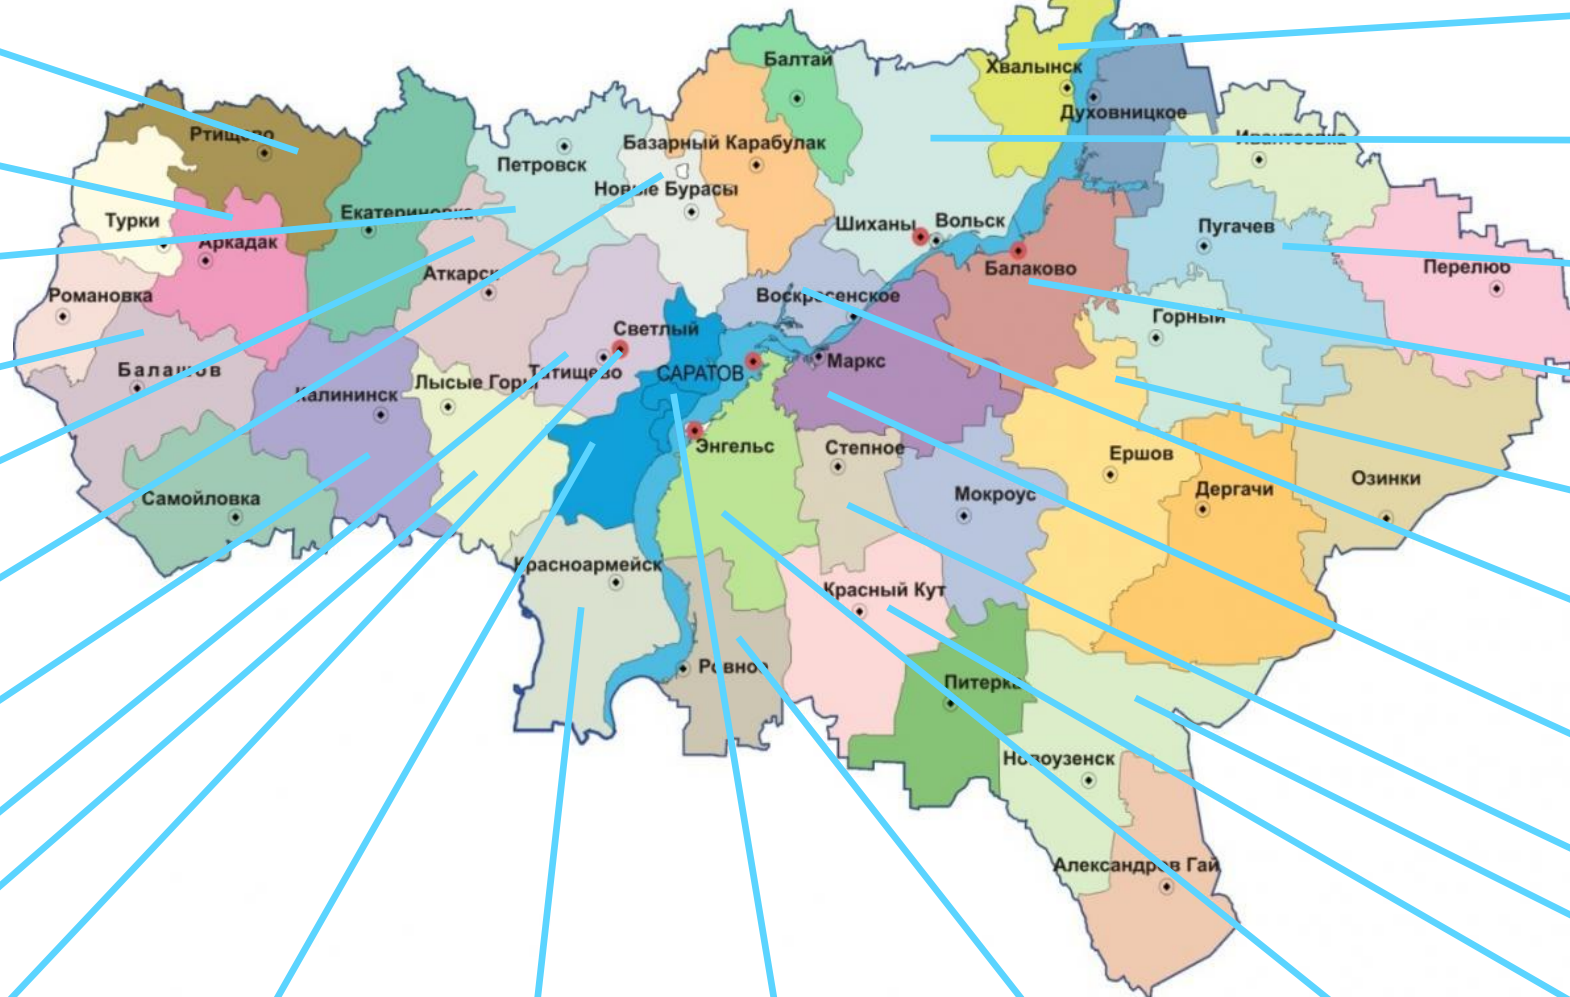 Балтай
Хвалынск
Духовницкое
Ртищево
Ивантеевка
Базарный Карабулак
Петровск
Новые Бурасы
Турки
Екатериновка
Шиханы
Вольск
Пугачев
Аркадак
Аткарск
Балаково
Перелюб
Романовка
Воскресенское
Горный
Светлый
Маркс
Балашов
Татищево
САРАТОВ
Лысые Горы
Калининск
Энгельс
Степное
Ершов
Озинки
Дергачи
Мокроус
Самойловка
Красноармейск
Красный Кут
Ровное
Питерка
Новоузенск
Александров Гай